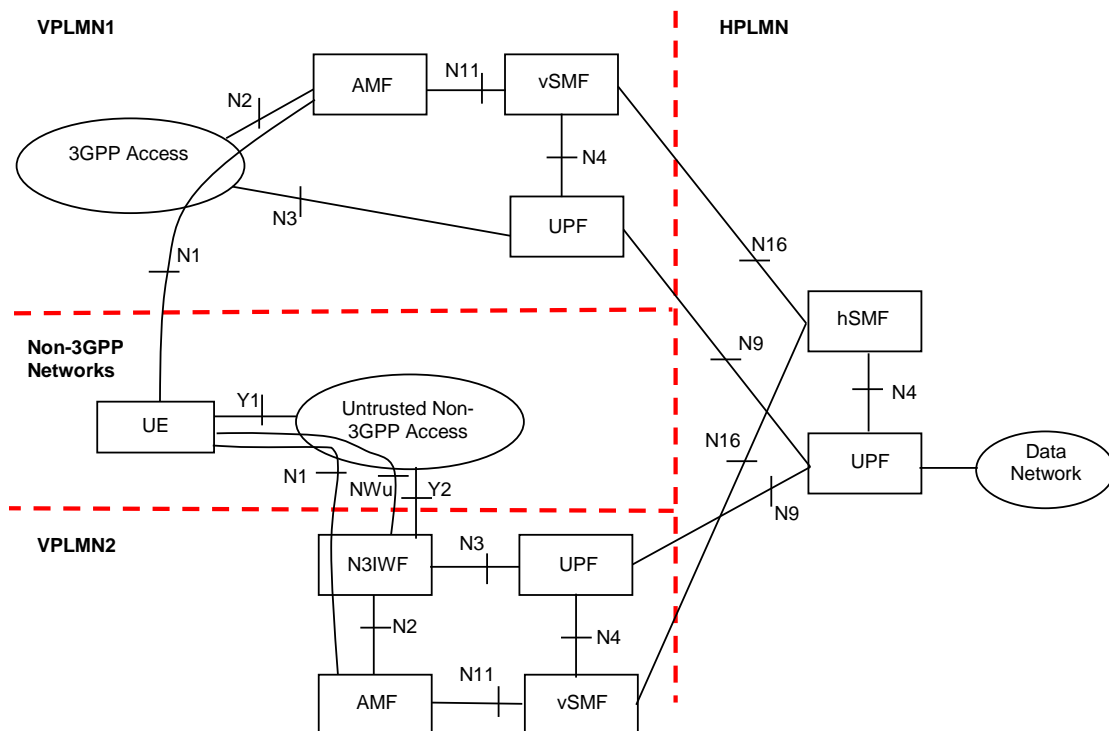 VPLMN1
HPLMN
N11
AMF
vSMF
N2
3GPP Access
N4
N3
UPF
N1
N16
hSMF
Non-3GPP
Networks
N9
N4
Y1
Untrusted Non-
3GPP Access
UE
N16
UPF
Data
Network
N1
NWu
Y2
N9
VPLMN2
N3
N3IWF
UPF
N2
N4
N11
AMF
vSMF